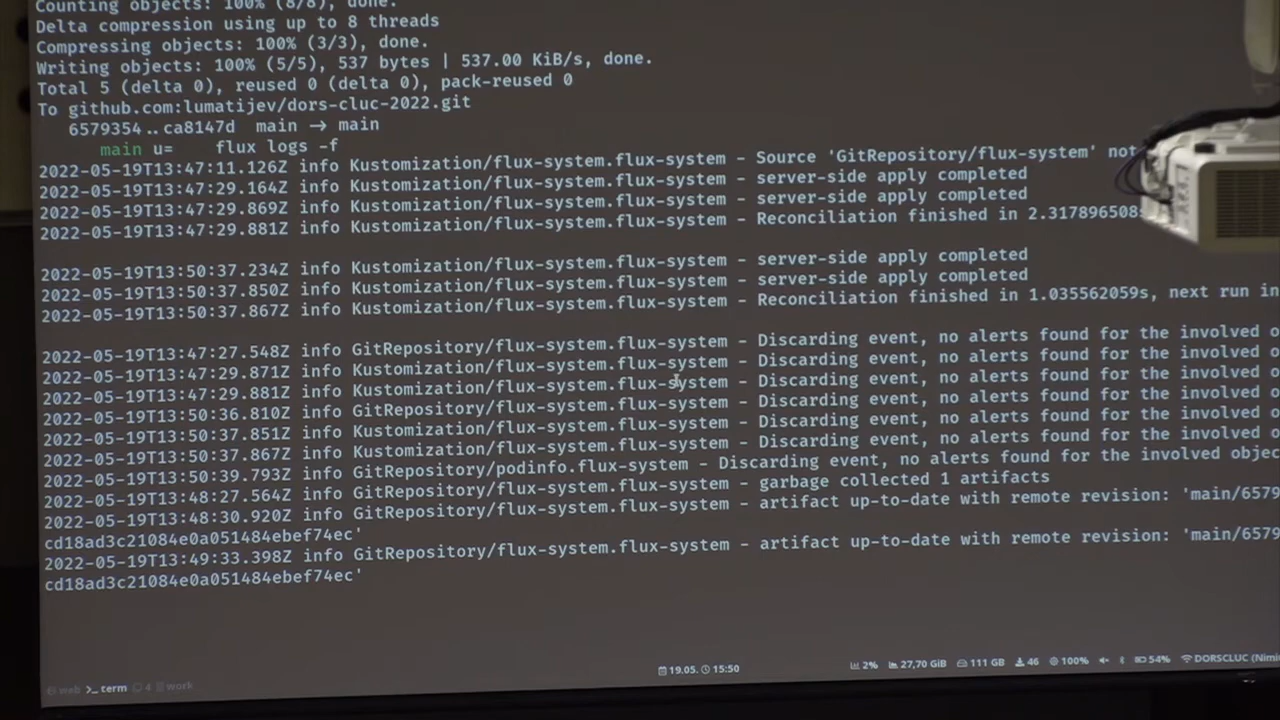 Counting objects: 100% (8/8), done.
Delta compression using up to 8 threads
Compressing objects: 100% (3/3), done.
Writing objects: 100% (5/5), 537 bytes | 537.00 KiB/s, done.
Total 5 (delta 0), reused 0 (delta 0), pack-reused 0
To github.com:lumatijev/dors-cluc-2022.git
6579354..ca8147d main -> main
main u= flux logs -f
2022-05-19T13:47:11.126Z info Kustomization/flux-system.flux-system - Source 'GitRepository/flux-system' not
2022-05-19T13:47:29.164Z info Kustomization/flux-system.flux-system - server-side apply completed
2022-05-19T13:47:29.869Z info Kustomization/flux-system.flux-system - server-side apply completed
2022-05-19T13:47:29.881Z info Kustomization/flux-system.flux-system - Reconciliation finished in 2.317896508s
2022-05-19T13:50:37.234Z info Kustomization/flux-system.flux-system - server-side apply completed
2022-05-19T13:50:37.850Z info Kustomization/flux-system.flux-system - server-side apply completed
2022-05-19T13:50:37.867Z info Kustomization/flux-system.flux-system - Reconciliation finished in 1.035562059s, next run in
2022-05-19T13:47:27.548Z info GitRepository/flux-system.flux-system - Discarding event, no alerts found for the involved o
2022-05-19T13:47:29.871Z info Kustomization/flux-system.flux-system - Discarding event, no alerts found for the involved o
2022-05-19T13:47:29.881Z info Kustomization/flux-system.flux-system - Discarding event, no alerts found for the involved o
2022-05-19T13:50:36.810Z info GitRepository/flux-system.flux-system - Discarding event, no alerts found for the involved o
2022-05-19T13:50:37.851Z info Kustomization/flux-system.flux-system - Discarding event, no alerts found for the involved o
2022-05-19T13:50:37.867Z info Kustomization/flux-system.flux-system - Discarding event, no alerts found for the involved o
2022-05-19T13:50:39.793Z info GitRepository/podinfo.flux-system - Discarding event, no alerts found for the involved objec
2022-05-19T13:48:27.564Z info GitRepository/flux-system.flux-system - garbage collected 1 artifacts
2022-05-19T13:48:30.920Z info GitRepository/flux-system.flux-system - artifact up-to-date with remote revision: 'main/6579
cd18ad3c21084e0a051484ebef74ec'
2022-05-19T13:49:33.398Z info GitRepository/flux-system.flux-system - artifact up-to-date with remote revision: 'main/6579
cd18ad3c21084e0a051484ebef74ec'
web >_ term 4 work 19.05. 15:50 2% 27,70 GiB 111 GB 46 100% 54% DORSCLUC (Nimi